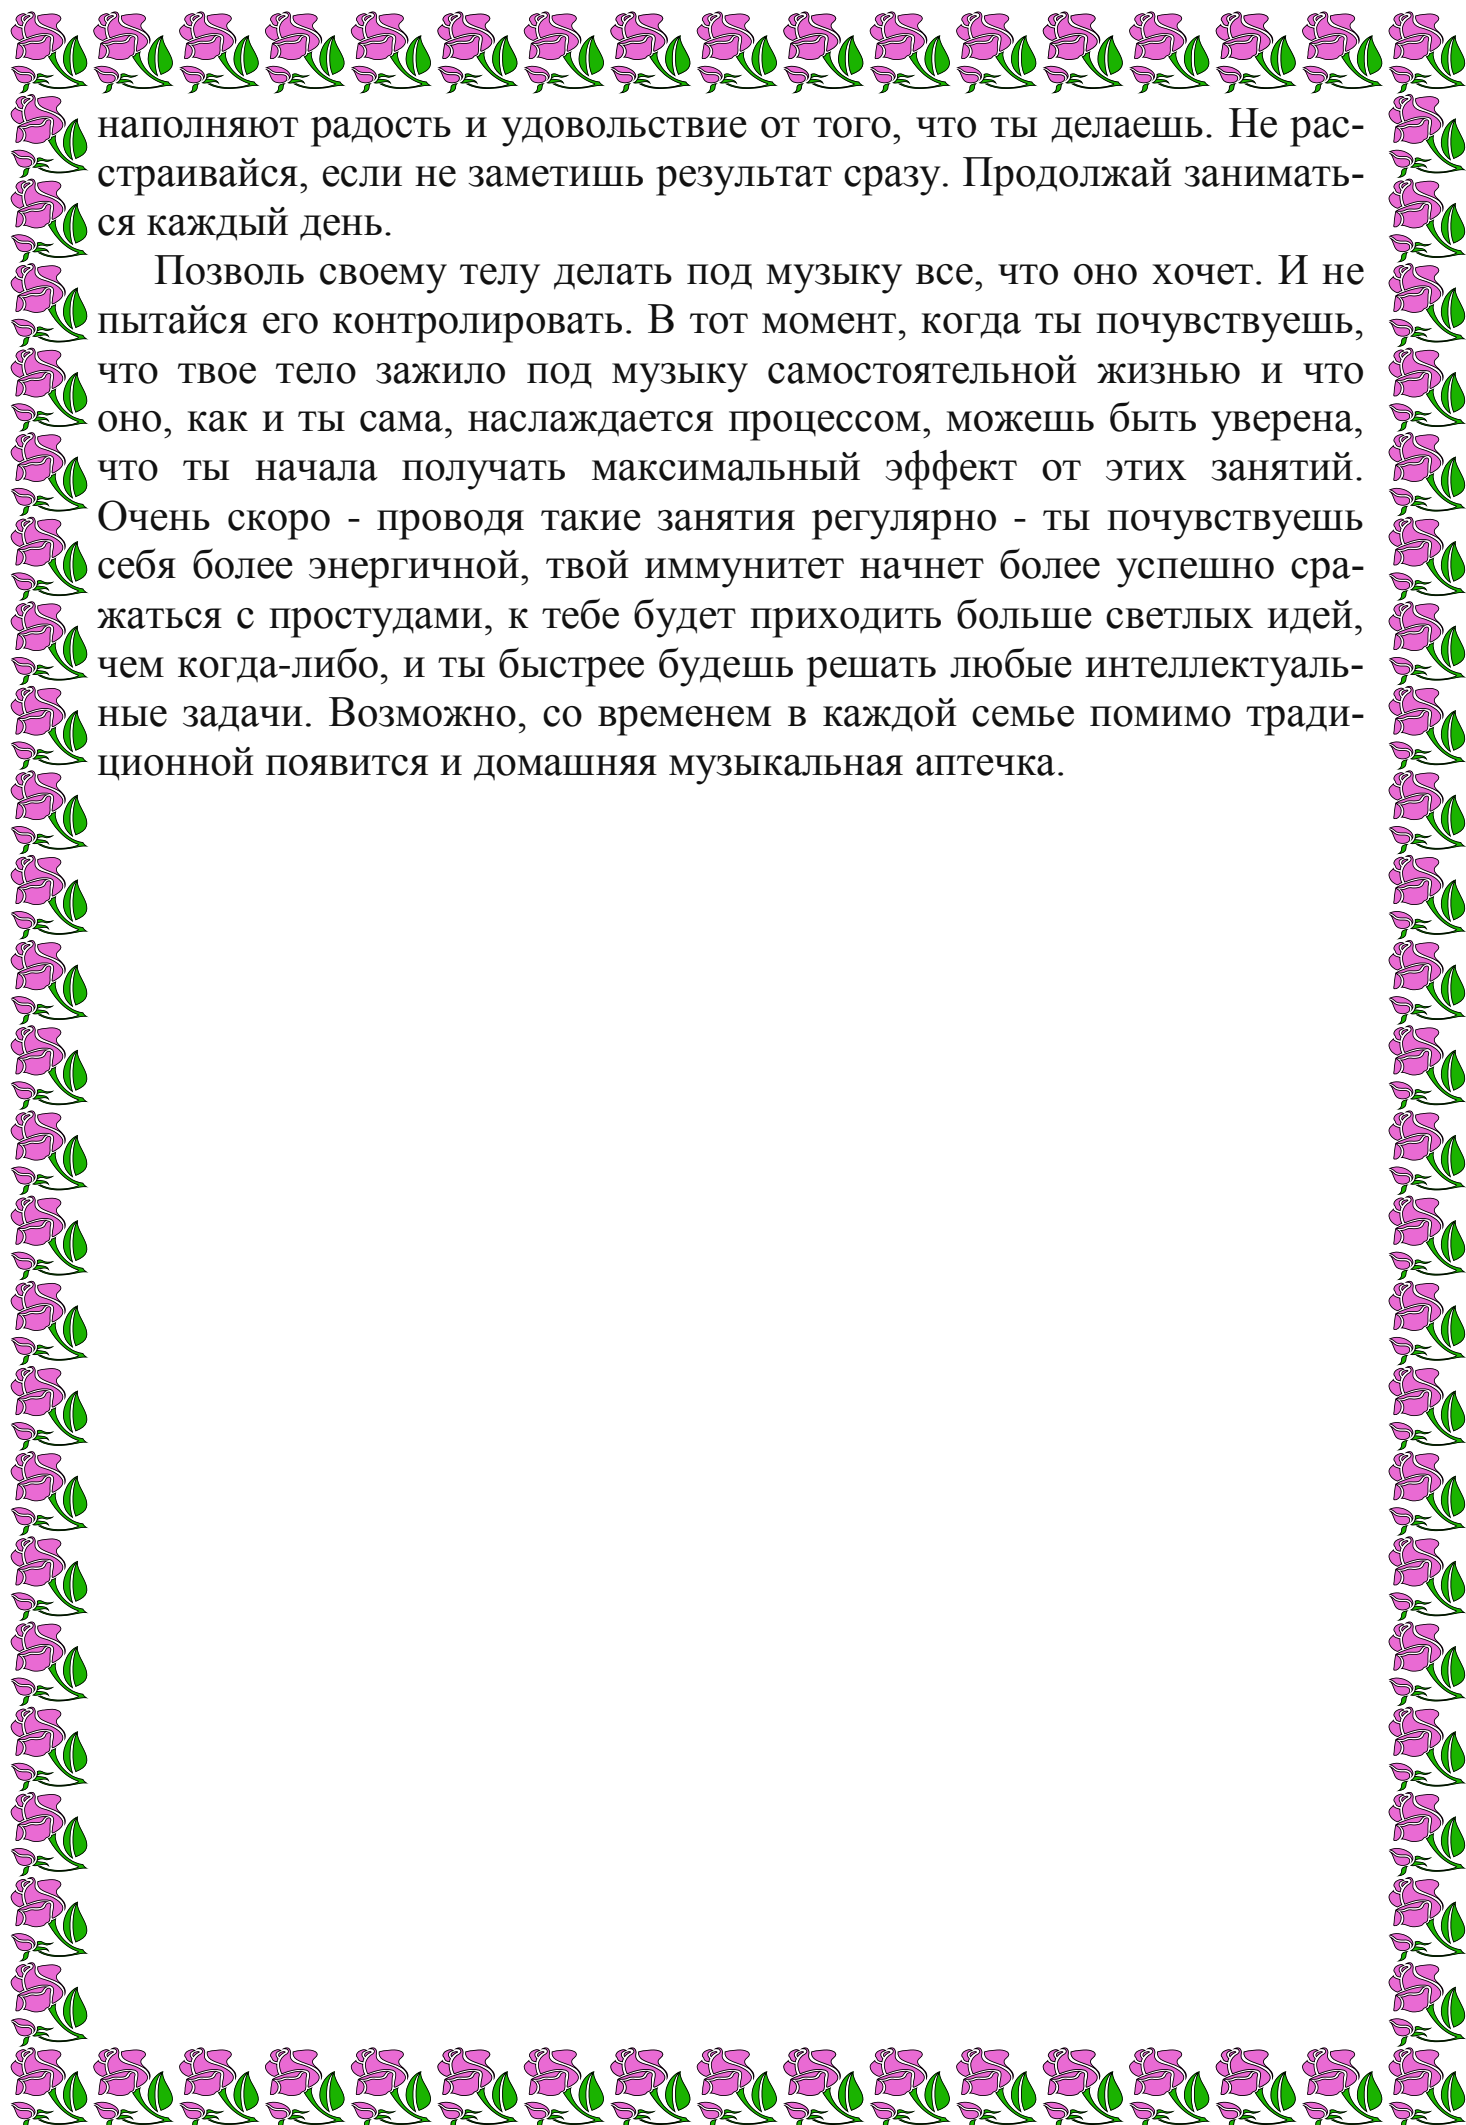 наполняют радость и удовольствие от того, что ты делаешь. Не рас-
страивайся, если не заметишь результат сразу. Продолжай занимать-
ся каждый день.
Позволь своему телу делать под музыку все, что оно хочет. И не
пытайся его контролировать. В тот момент, когда ты почувствуешь,
что твое тело зажило под музыку самостоятельной жизнью и что
оно, как и ты сама, наслаждается процессом, можешь быть уверена,
что ты начала получать максимальный эффект от этих занятий.
Очень скоро - проводя такие занятия регулярно - ты почувствуешь
себя более энергичной, твой иммунитет начнет более успешно сра-
жаться с простудами, к тебе будет приходить больше светлых идей,
чем когда-либо, и ты быстрее будешь решать любые интеллектуаль-
ные задачи. Возможно, со временем в каждой семье помимо тради-
ционной появится и домашняя музыкальная аптечка.